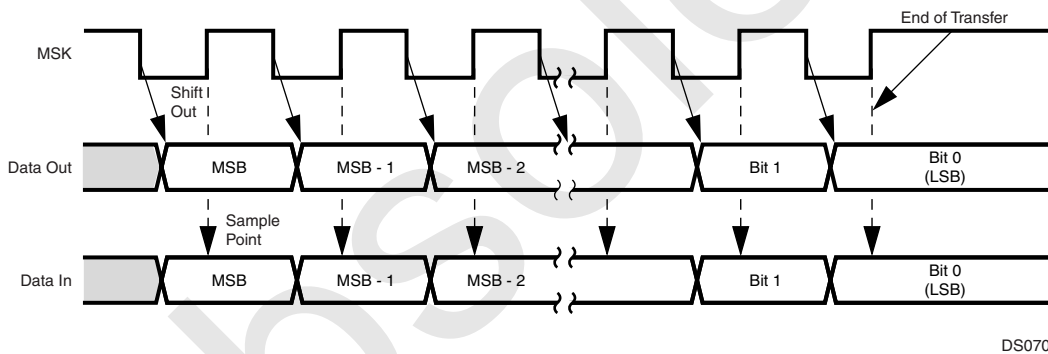 End of Transfer
MSK
Shift
Out
Data Out
MSB
MSB - 1
MSB - 2
Bit 1
Bit 0
(LSB)
Sample
Point
Data In
MSB
MSB - 1
MSB - 2
Bit 1
Bit 0
(LSB)
DS070